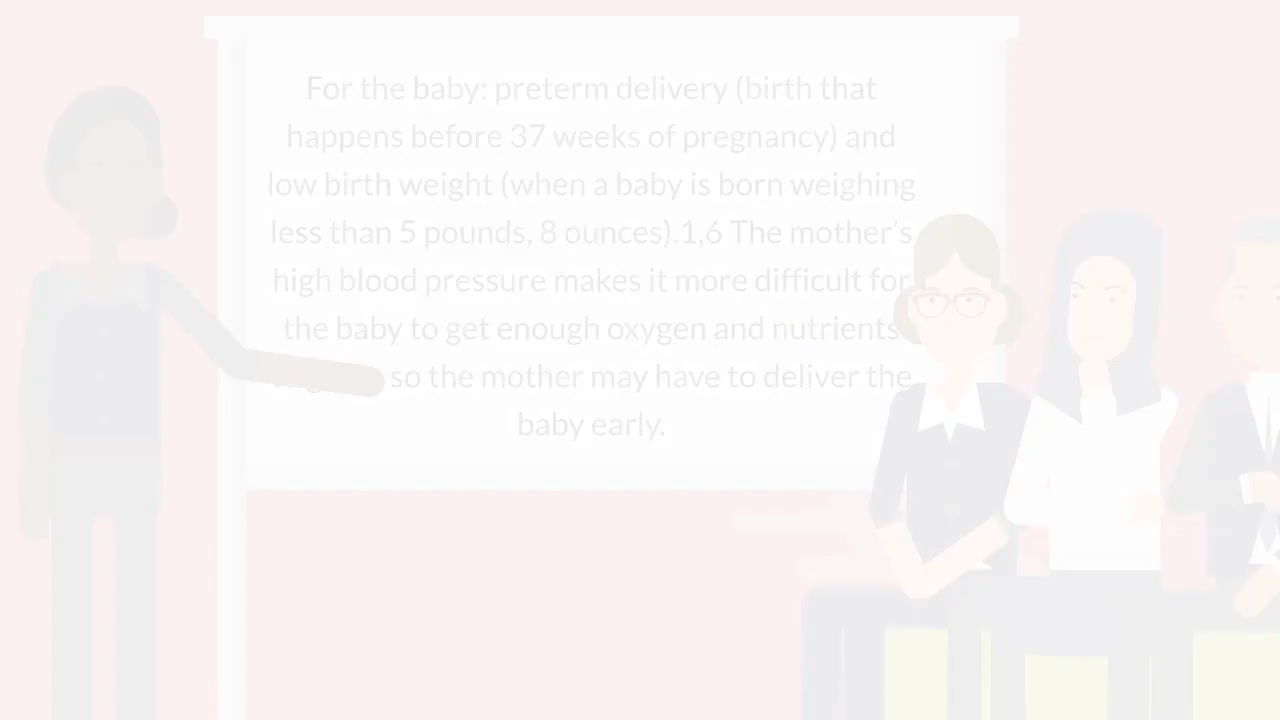 For the baby: preterm delivery (birth that
happens before 37 weeks of pregnancy) and
low birth weight (when a baby is born weighing
less than 5 pounds, 8 ounces).1,6 The mother's
high blood pressure makes it more difficult for
the baby to get enough oxygen and nutrients
so the mother may have to deliver the
baby early.